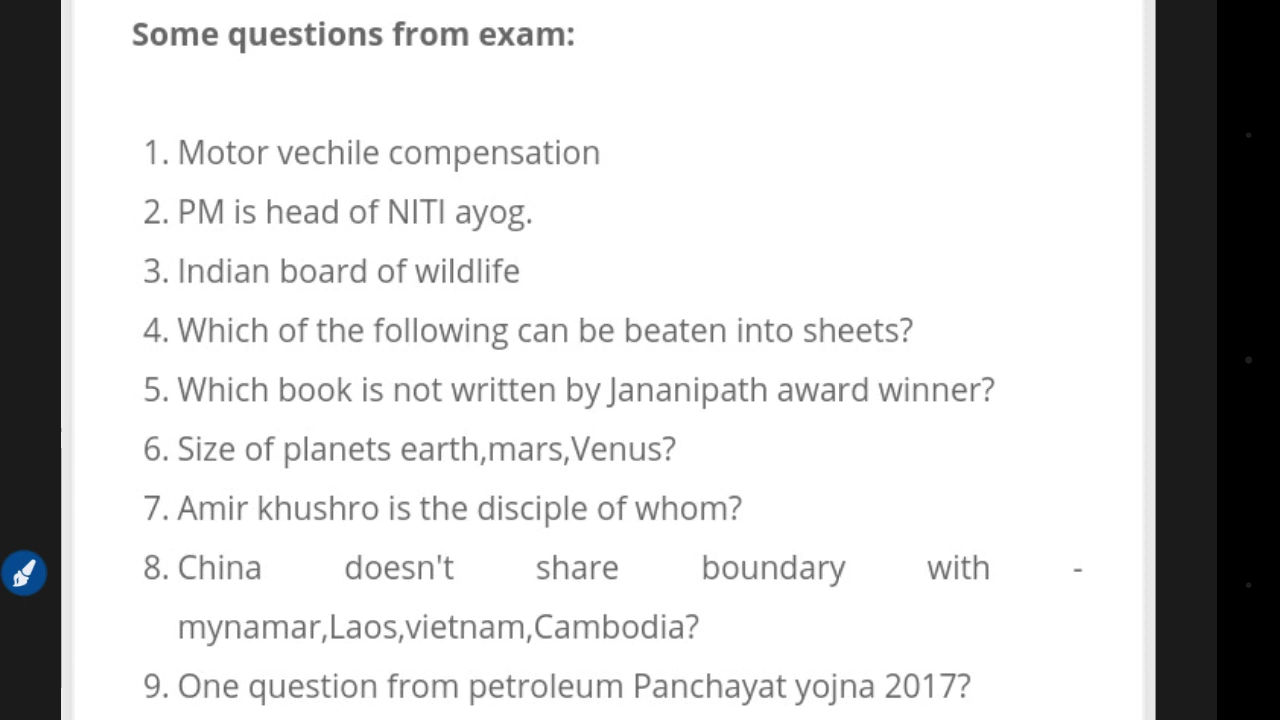 Some questions from exam:
1. Motor vechile compensation
2. PM is head of NITI ayog.
3. Indian board of wildlife
4. Which of the following can be beaten into sheets?
5. Which book is not written by Jananipath award winner?
6. Size of planets earth,mars,Venus?
7. Amir khushro is the disciple of whom?
8. China doesn't share boundary with -
mynamar,Laos,vietnam,Cambodia?
9. One question from petroleum Panchayat yojna 2017?